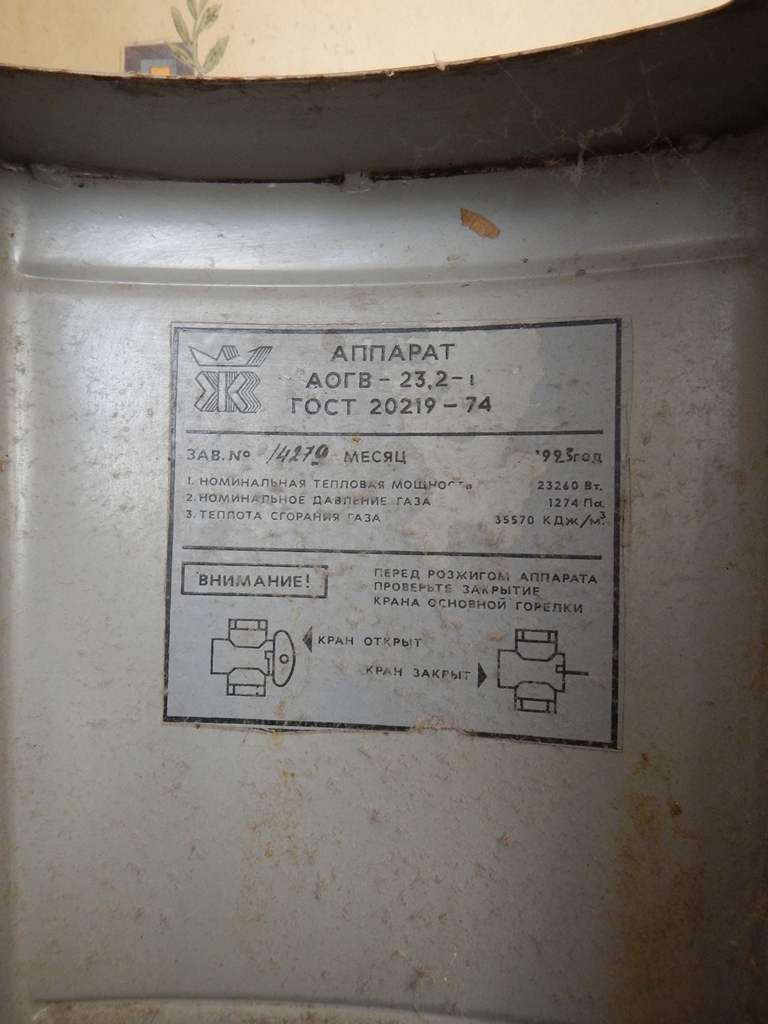 АППАРАТ
АОГВ - 23,2-1
ГОСТ 20219-74
ЗАВ.№ 14270 МЕСЯЦ 1993год
1. НОМИНАЛЬНАЯ ТЕПЛОВАЯ МОЩНОСТЬ 23260 Вт.
2. НОМИНАЛЬНОЕ ДАВЛЕНИЕ ГАЗА 1274 Па.
3. ТЕПЛОТА СГОРАНИЯ ГАЗА 35570 КДЖ/м³
ВНИМАНИЕ!
ПЕРЕД РОЗЖИГОМ АППАРАТА
ПРОВЕРЬТЕ ЗАКРЫТИЕ
КРАНА ОСНОВНОЙ ГОРЕЛКИ
КРАН ОТКРЫТ
КРАН ЗАКРЫТ